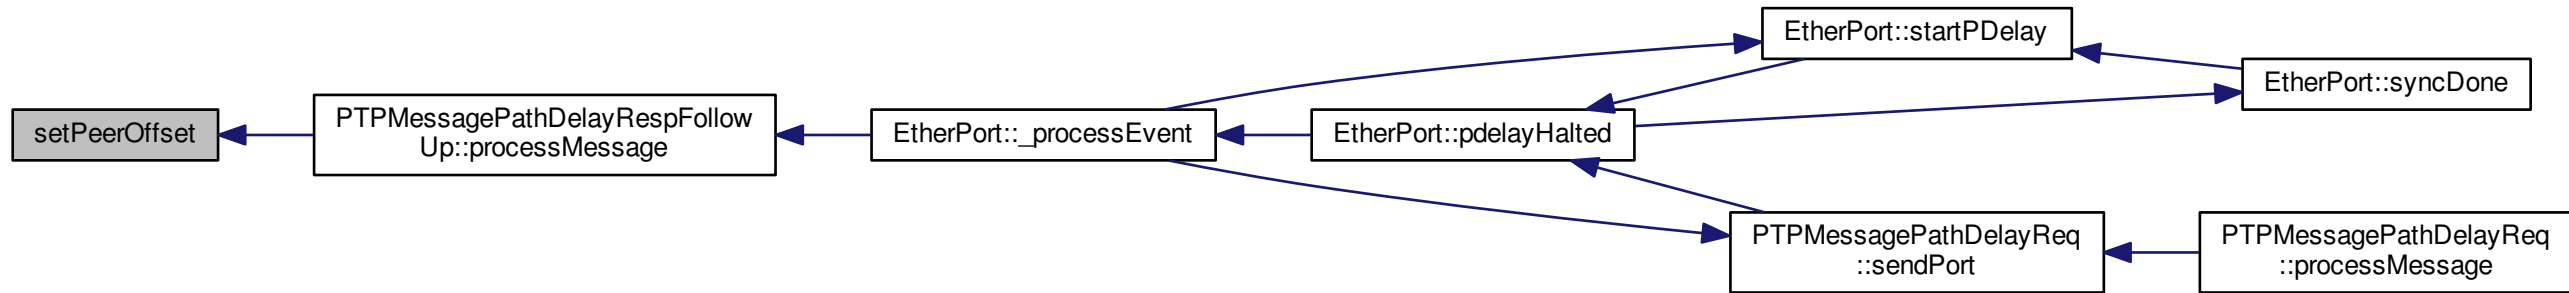 setPeerOffset
PTPMessagePathDelayRespFollow
Up::processMessage
EtherPort::_processEvent
EtherPort::pdelayHalted
EtherPort::startPDelay
EtherPort::syncDone
PTPMessagePathDelayReq
::sendPort
PTPMessagePathDelayReq
::processMessage